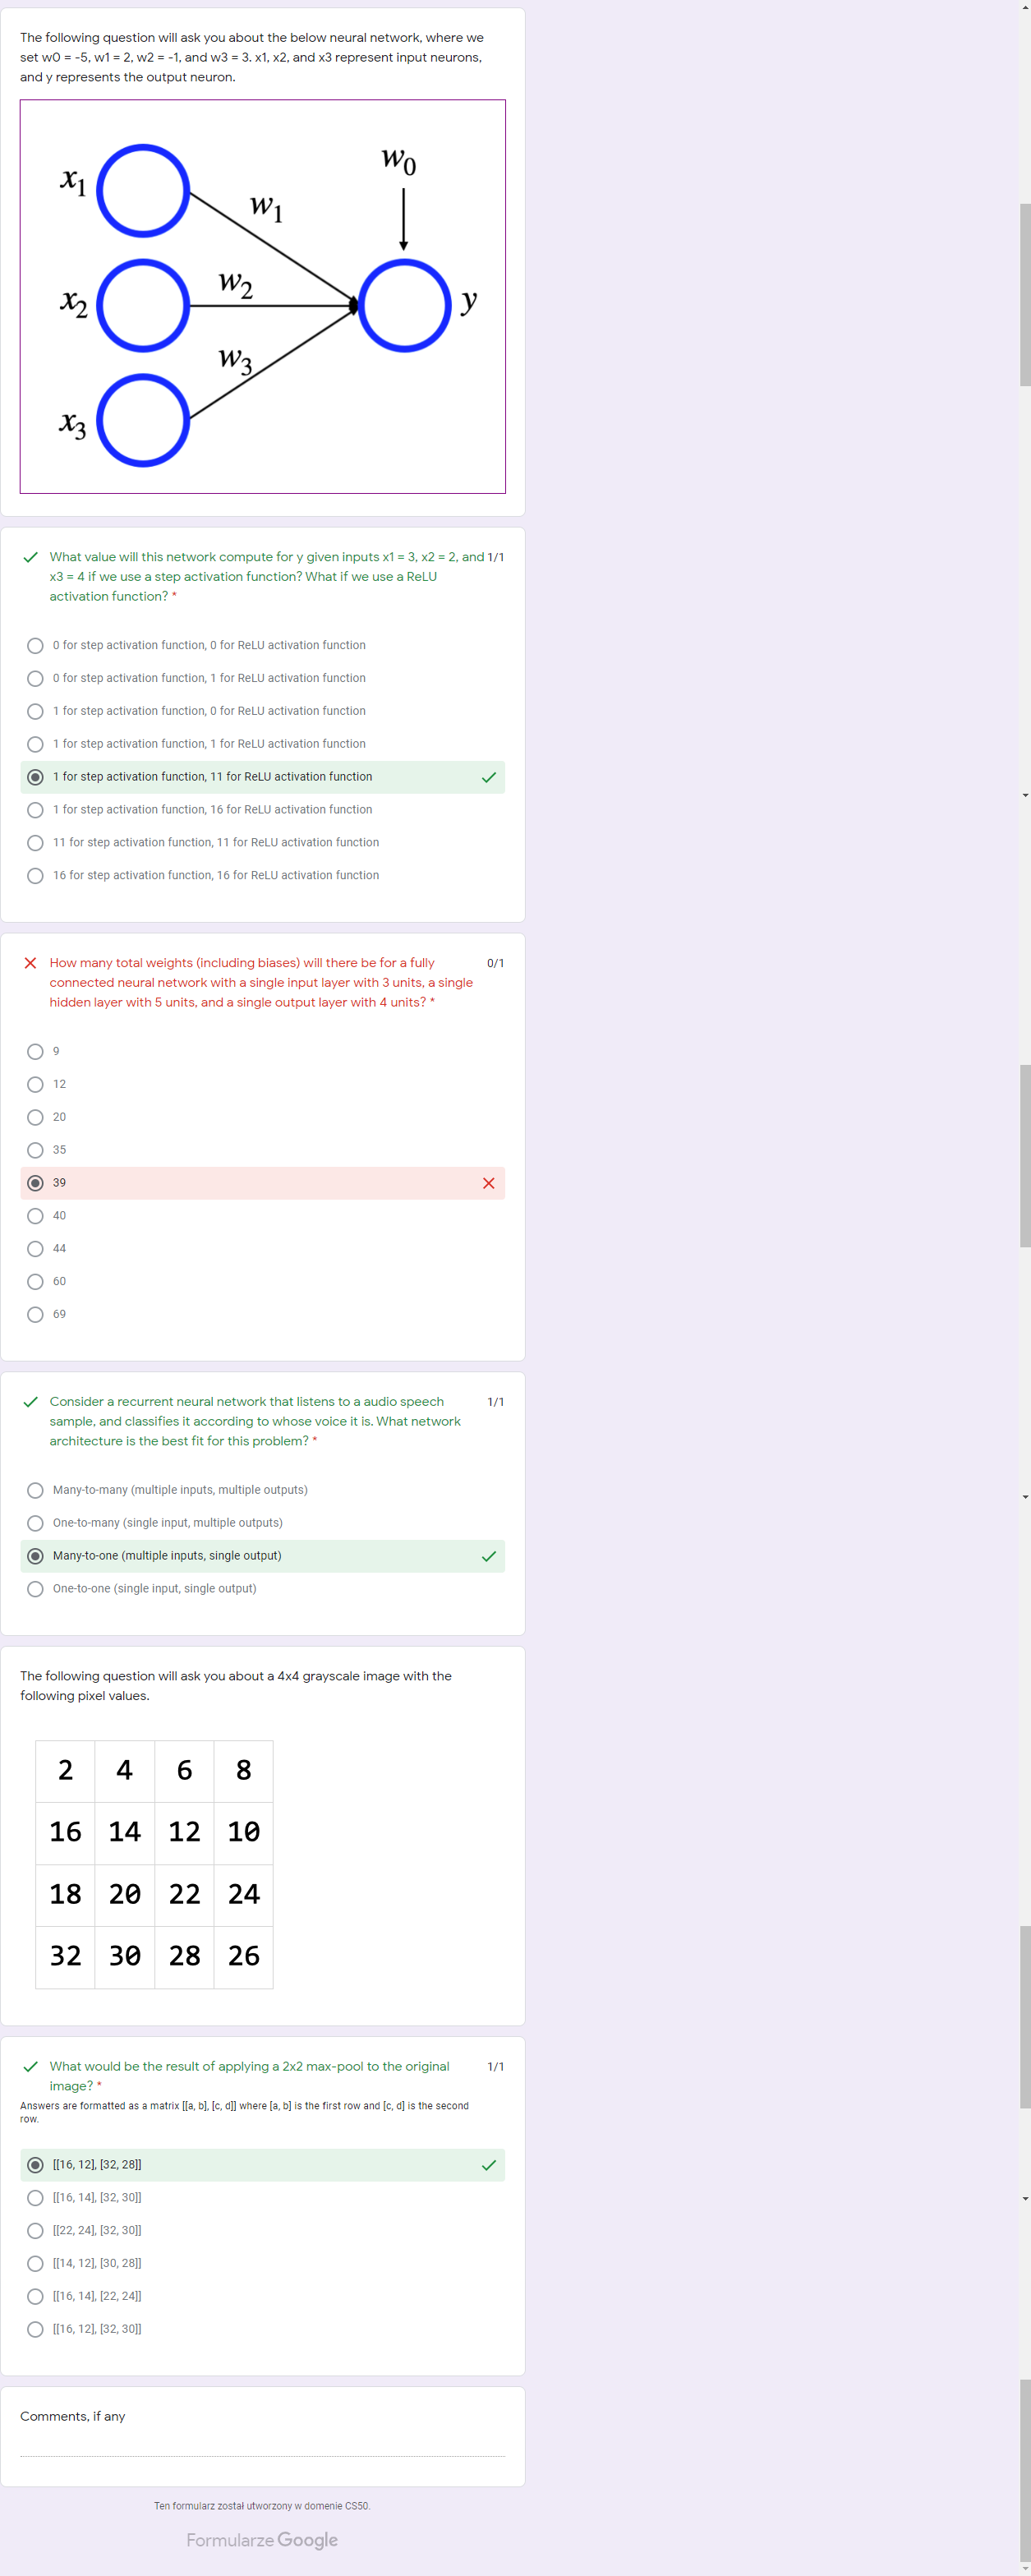 The following question will ask you about the below neural network, where we
set w0 = -5, w1 = 2, w2 = -1, and w3 = 3. x1, x2, and x3 represent input neurons,
and y represents the output neuron.
x1
w1
w0
x2
w2
y
w3
x3
What value will this network compute for y given inputs x1 = 3, x2 = 2, and 1/1
x3 = 4 if we use a step activation function? What if we use a ReLU
activation function? *
0 for step activation function, 0 for ReLU activation function
0 for step activation function, 1 for ReLU activation function
1 for step activation function, 0 for ReLU activation function
1 for step activation function, 1 for ReLU activation function
1 for step activation function, 11 for ReLU activation function
1 for step activation function, 16 for ReLU activation function
11 for step activation function, 11 for ReLU activation function
16 for step activation function, 16 for ReLU activation function
How many total weights (including biases) will there be for a fully 0/1
connected neural network with a single input layer with 3 units, a single
hidden layer with 5 units, and a single output layer with 4 units? *
9
12
20
35
39
40
44
60
69
Consider a recurrent neural network that listens to a audio speech 1/1
sample, and classifies it according to whose voice it is. What network
architecture is the best fit for this problem? *
Many-to-many (multiple inputs, multiple outputs)
One-to-many (single input, multiple outputs)
Many-to-one (multiple inputs, single output)
One-to-one (single input, single output)
The following question will ask you about a 4x4 grayscale image with the
following pixel values.
2 4 6 8
16 14 12 10
18 20 22 24
32 30 28 26
What would be the result of applying a 2x2 max-pool to the original 1/1
image? *
Answers are formatted as a matrix [[a, b], [c, d]] where [a, b] is the first row and [c, d] is the second
row.
[[16, 12], [32, 28]]
[[16, 14], [32, 30]]
[[22, 24], [32, 30]]
[[14, 12], [30, 28]]
[[16, 14], [22, 24]]
[[16, 12], [32, 30]]
Comments, if any
Ten formularz został utworzony w domenie CS50.
Formularze Google